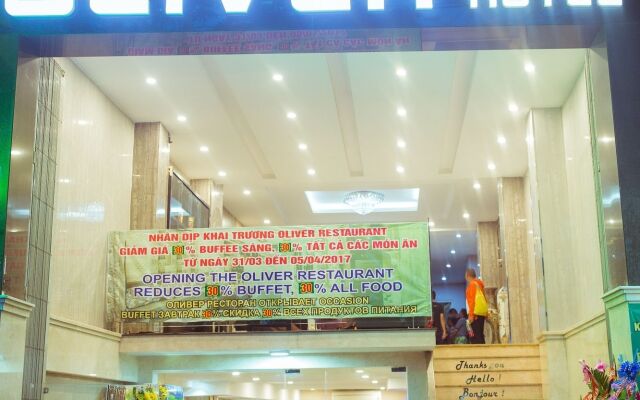 NHÂN DỊP KHAI TRƯƠNG OLIVER RESTAURANT
GIẢM GIÁ 30% BUFFEE SÁNG, 30% TẤT CẢ CÁC MÓN ĂN
TỪ NGÀY 31/03 ĐẾN 05/04/2017
OPENING THE OLIVER RESTAURANT
REDUCES 30% BUFFET, 30% ALL FOOD
ОЛИВЕР РЕСТОРАН ОТКРЫВАЕТ OCCASION
BUFFET ЗАВТРАК 30% СКИДКА 30% ВСЕХ ПРОДУКТОВ ПИТАНИЯ
Thanks you
Hello !
Bonjour !